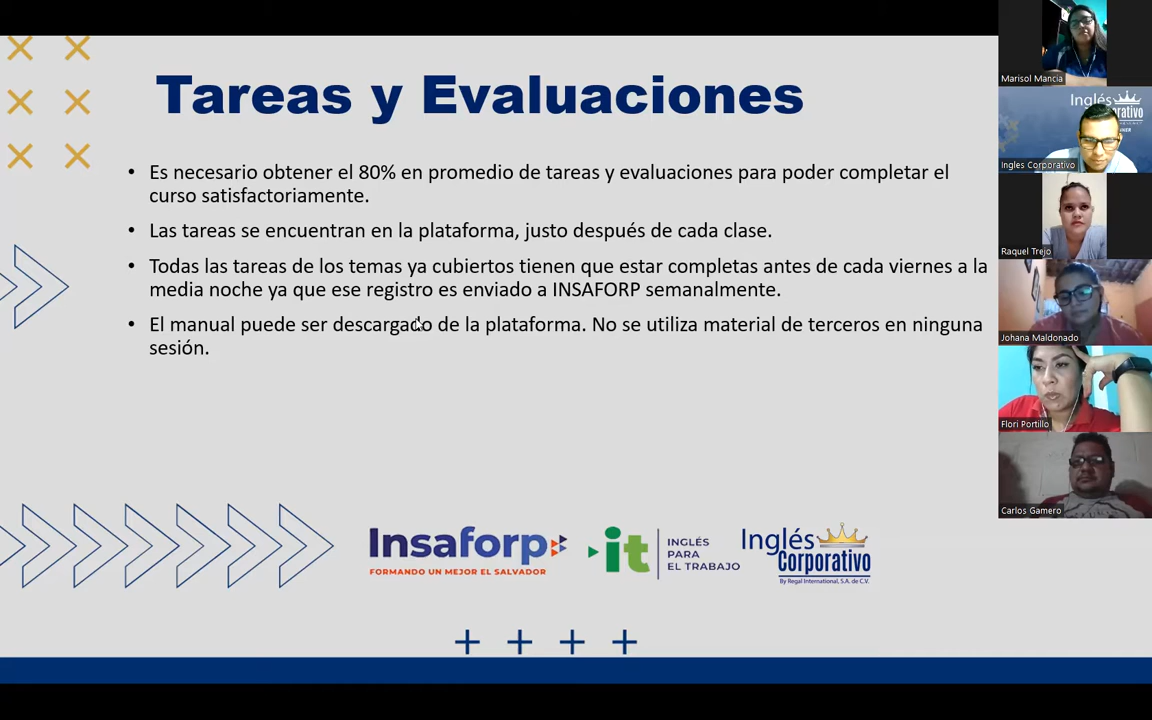 Tareas y Evaluaciones
• Es necesario obtener el 80% en promedio de tareas y evaluaciones para poder completar el
curso satisfactoriamente.
• Las tareas se encuentran en la plataforma, justo después de cada clase.
• Todas las tareas de los temas ya cubiertos tienen que estar completas antes de cada viernes a la
media noche ya que ese registro es enviado a INSAFORP semanalmente.
• El manual puede ser descargado de la plataforma. No se utiliza material de terceros en ninguna
sesión.
Insaforp
FORMANDO UN MEJOR EL SALVADOR
it
INGLÉS
PARA
EL TRABAJO
Inglés
Corporativo
By Regal International, S.A. de C.V.
Marisol Mancia
Inglés
Corporativo
Ingles Corporativo
Raquel Trejo
Johana Maldonado
Flori Portillo
Carlos Gamero